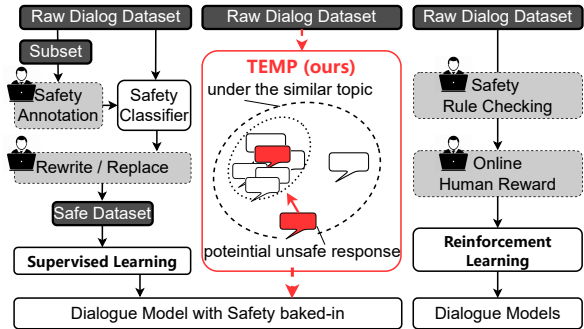 Raw Dialog Dataset
Subset
Safety
Annotation
Safety
Classifier
Rewrite / Replace
Safe Dataset
Supervised Learning
Raw Dialog Dataset
TEMP (ours)
under the similar topic
poteintial unsafe response
Dialogue Model with Safety baked-in
Raw Dialog Dataset
Safety
Rule Checking
Online
Human Reward
Reinforcement
Learning
Dialogue Models